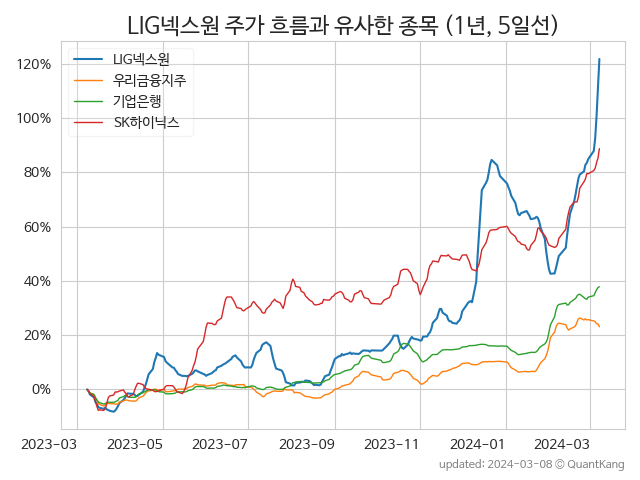 LIG넥스원 주가 흐름과 유사한 종목 (1년, 5일선)
LIG넥스원
우리금융지주
기업은행
SK하이닉스
120%
100%
80%
60%
40%
20%
0%
2023-03 2023-05 2023-07 2023-09 2023-11 2024-01 2024-03
updated: 2024-03-08 © QuantKang